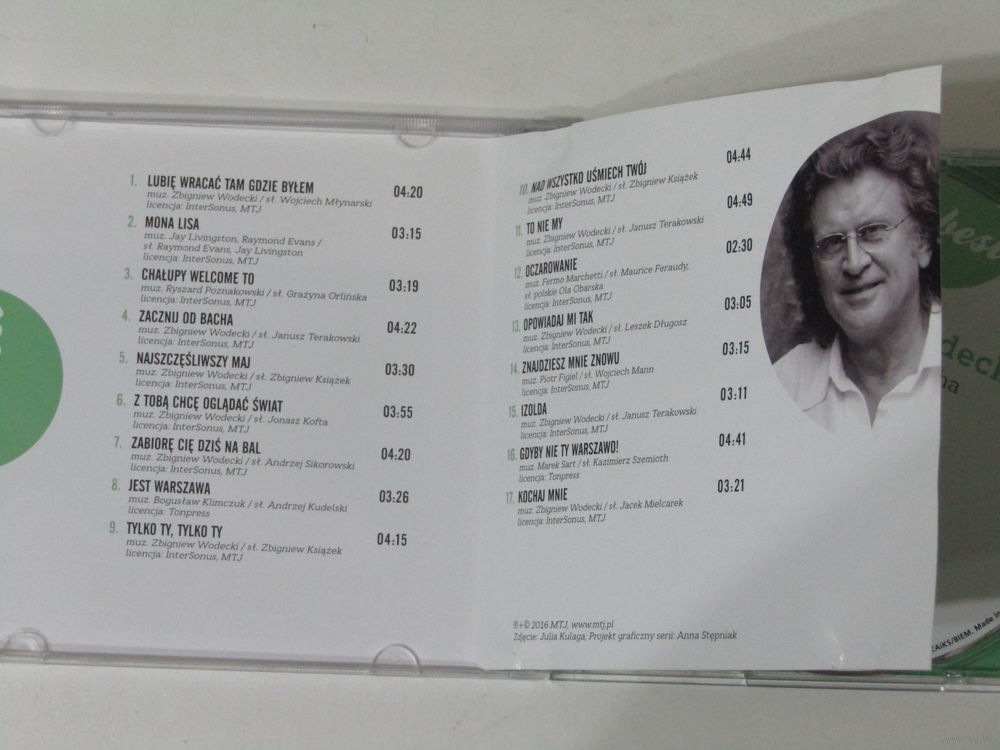 1. LUBIĘ WRACAĆ TAM GDZIE BYŁEM 04:20
muz. Zbigniew Wodecki / sł. Wojciech Młynarski
licencja: InterSonus, MTJ
2. MONA LISA 03:15
muz. Jay Livingston, Raymond Evans /
sł. Raymond Evans, Jay Livingston
licencja: InterSonus, MTJ
3. CHAŁUPY WELCOME TO 03:19
muz. Ryszard Poznakowski / sł. Grażyna Orlińska
licencja: InterSonus, MTJ
4. ZACZNIJ OD BACHA 04:22
muz. Zbigniew Wodecki / sł. Janusz Terakowski
licencja: InterSonus, MTJ
5. NAJSZCZĘŚLIWSZY MAJ 03:30
muz. Zbigniew Wodecki / sł. Zbigniew Książek
licencja: InterSonus, MTJ
6. Z TOBĄ CHCĘ OGLĄDAĆ ŚWIAT 03:55
muz. Zbigniew Wodecki / sł. Jonasz Kofta
licencja: InterSonus, MTJ
7. ZABIORĘ CIĘ DZIŚ NA BAL 04:20
muz. Zbigniew Wodecki / sł. Andrzej Sikorowski
licencja: InterSonus, MTJ
8. JEST WARSZAWA 03:26
muz. Bogusław Klimczuk / sł. Andrzej Kudelski
licencja: Tonpress
9. TYLKO TY, TYLKO TY 04:15
muz. Zbigniew Wodecki / sł. Zbigniew Książek
licencja: InterSonus, MTJ
10. NAD WSZYSTKO UŚMIECH TWÓJ 04:44
muz. Zbigniew Wodecki / sł. Zbigniew Książek
licencja: InterSonus, MTJ
11. TO NIE MY 04:49
muz. Zbigniew Wodecki / sł. Janusz Terakowski
licencja: InterSonus, MTJ
12. OCZAROWANIE 02:30
muz. Fermo Marchetti / sł. Maurice Feraudy,
sł. polskie Ola Obarska
licencja: InterSonus, MTJ
13. OPOWIADAJ MI TAK 03:05
muz. Zbigniew Wodecki / sł. Leszek Długosz
licencja: InterSonus, MTJ
14. ZNAJDZIESZ MNIE ZNOWU 03:15
muz. Piotr Figiel / sł. Wojciech Mann
licencja: InterSonus, MTJ
15. IZOLDA 03:11
muz. Zbigniew Wodecki / sł. Janusz Terakowski
licencja: InterSonus, MTJ
16. GDYBY NIE TY WARSZAWO! 04:41
muz. Marek Sart / sł. Kazimierz Szemioth
licencja: Tonpress
17. KOCHAJ MNIE 03:21
muz. Zbigniew Wodecki / sł. Jacek Mielcarek
licencja: InterSonus, MTJ
℗+© 2016 MTJ, www.mtj.pl
Zdjęcie: Julia Kulaga; Projekt graficzny serii: Anna Stępniak
best
deck
na
ZAiKS/BIEM. Made in